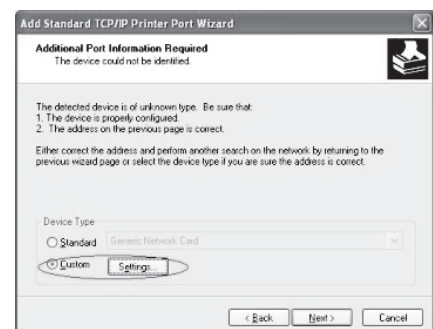 Add Standard TCP/IP Printer Port Wizard
Additional Port Information Required
The device could not be identified.
The detected device is of unknown type. Be sure that:
1. The device is properly configured.
2. The address on the previous page is correct.
Either correct the address and perform another search on the network by returning to the
previous wizard page or select the device type if you are sure the address is correct.
Device Type
Standard Generic Network Card
Custom Settings...
< Back Next > Cancel